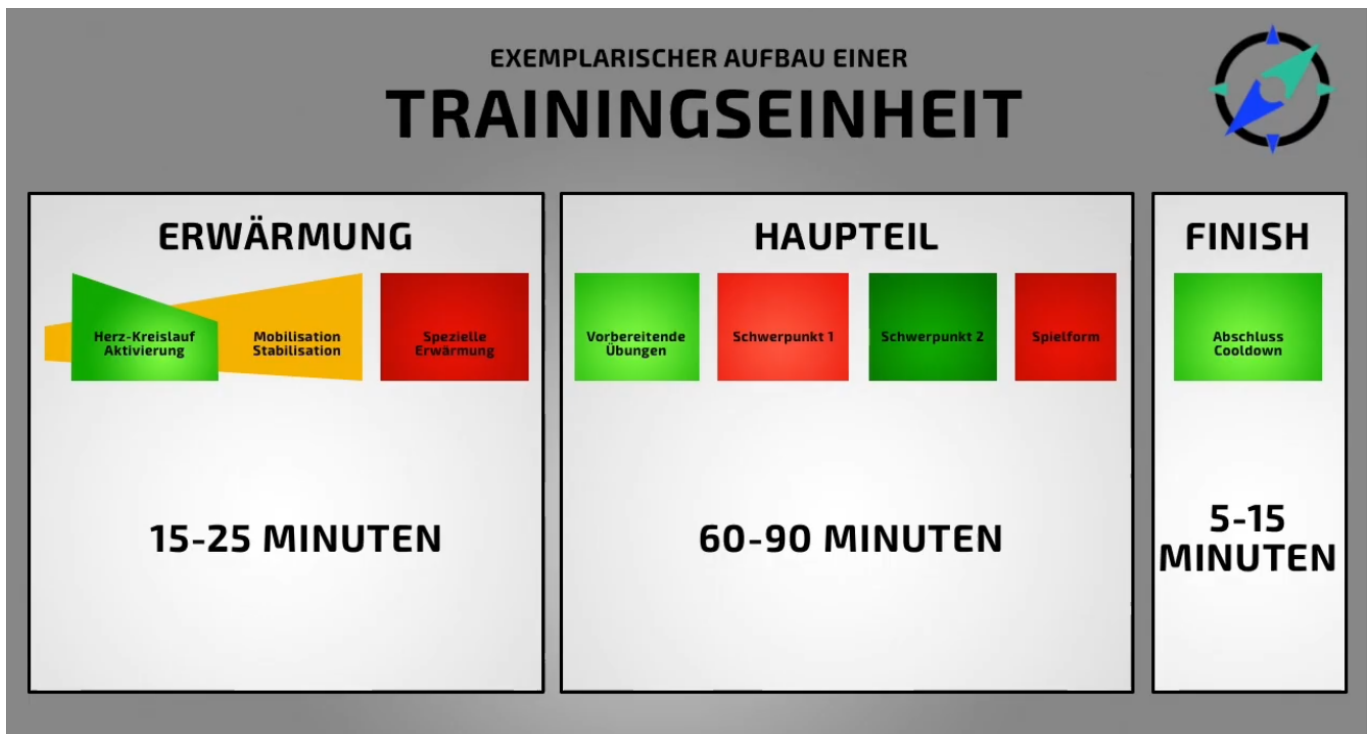 EXEMPLARISCHER AUFBAU EINER
TRAININGSEINHEIT
ERWÄRMUNG
Herz-Kreislauf
Aktivierung
Mobilisation
Stabilisation
Spezielle
Erwärmung
15-25 MINUTEN
HAUPTEIL
Vorbereitende
Übungen
Schwerpunkt 1
Schwerpunkt 2
Spielform
60-90 MINUTEN
FINISH
Abschluss
Cooldown
5-15
MINUTEN